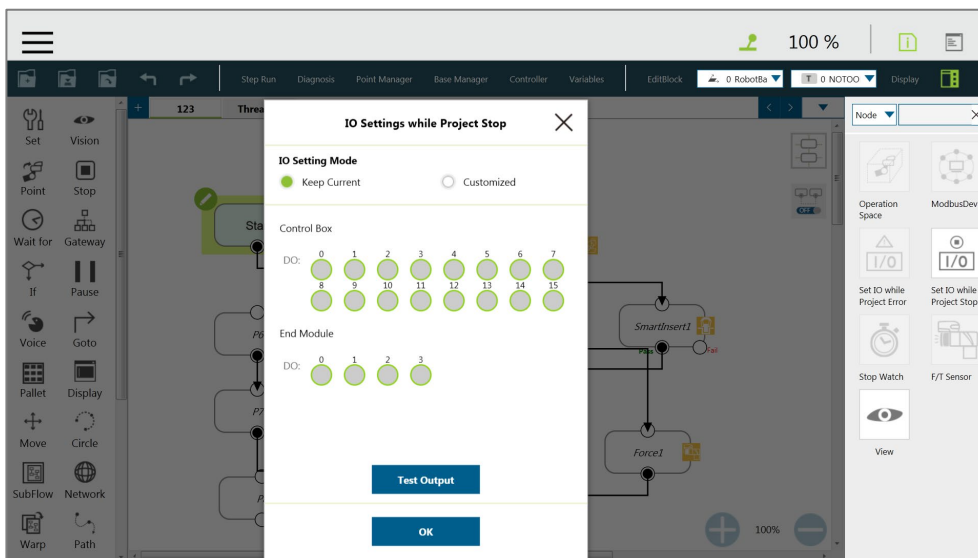 100 %
Step Run Diagnosis Point Manager Base Manager Controller Variables EditBlock 0 RobotBa T 0 NOTOO Display
123 Threa
Set Vision
Point Stop
Wait for Gateway
If Pause
Voice Goto
Pallet Display
Move Circle
SubFlow Network
Warp Path
Sta
P6
P7
P
IO Settings while Project Stop
IO Setting Mode
Keep Current Customized
Control Box
DO: 0 1 2 3 4 5 6 7
8 9 10 11 12 13 14 15
End Module
DO: 0 1 2 3
Test Output
OK
OFF
SmartInsert1
Pass Fail
Force1
100%
Node
Operation Space
ModbusDev
I/O I/O
Set IO while Project Error
Set IO while Project Stop
Stop Watch F/T Sensor
View